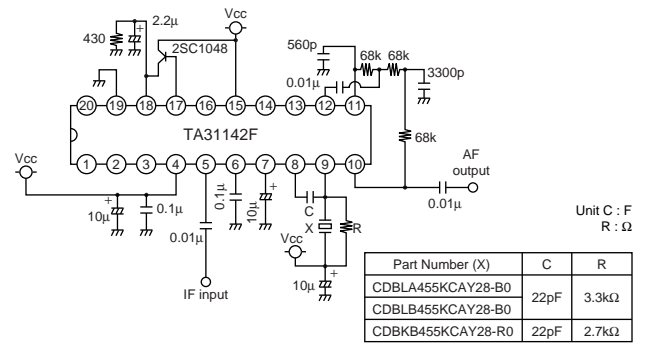 Vcc
2.2μ
+
430
2SC1048
560p
68k 68k
0.01μ
3300p
20 19 18 17 16 15 14 13 12 11
TA31142F
68k
1 2 3 4 5 6 7 8 9 10
Vcc
AF
output
+
10μ
0.1μ
0.01μ
0.1μ
10μ
+
C
X
R
0.01μ
Vcc
+
10μ
IF input
Unit C : F
R : Ω
Part Number (X) C R
CDBLA455KCAY28-B0 22pF 3.3kΩ
CDBLB455KCAY28-B0
CDBKB455KCAY28-R0 22pF 2.7kΩ